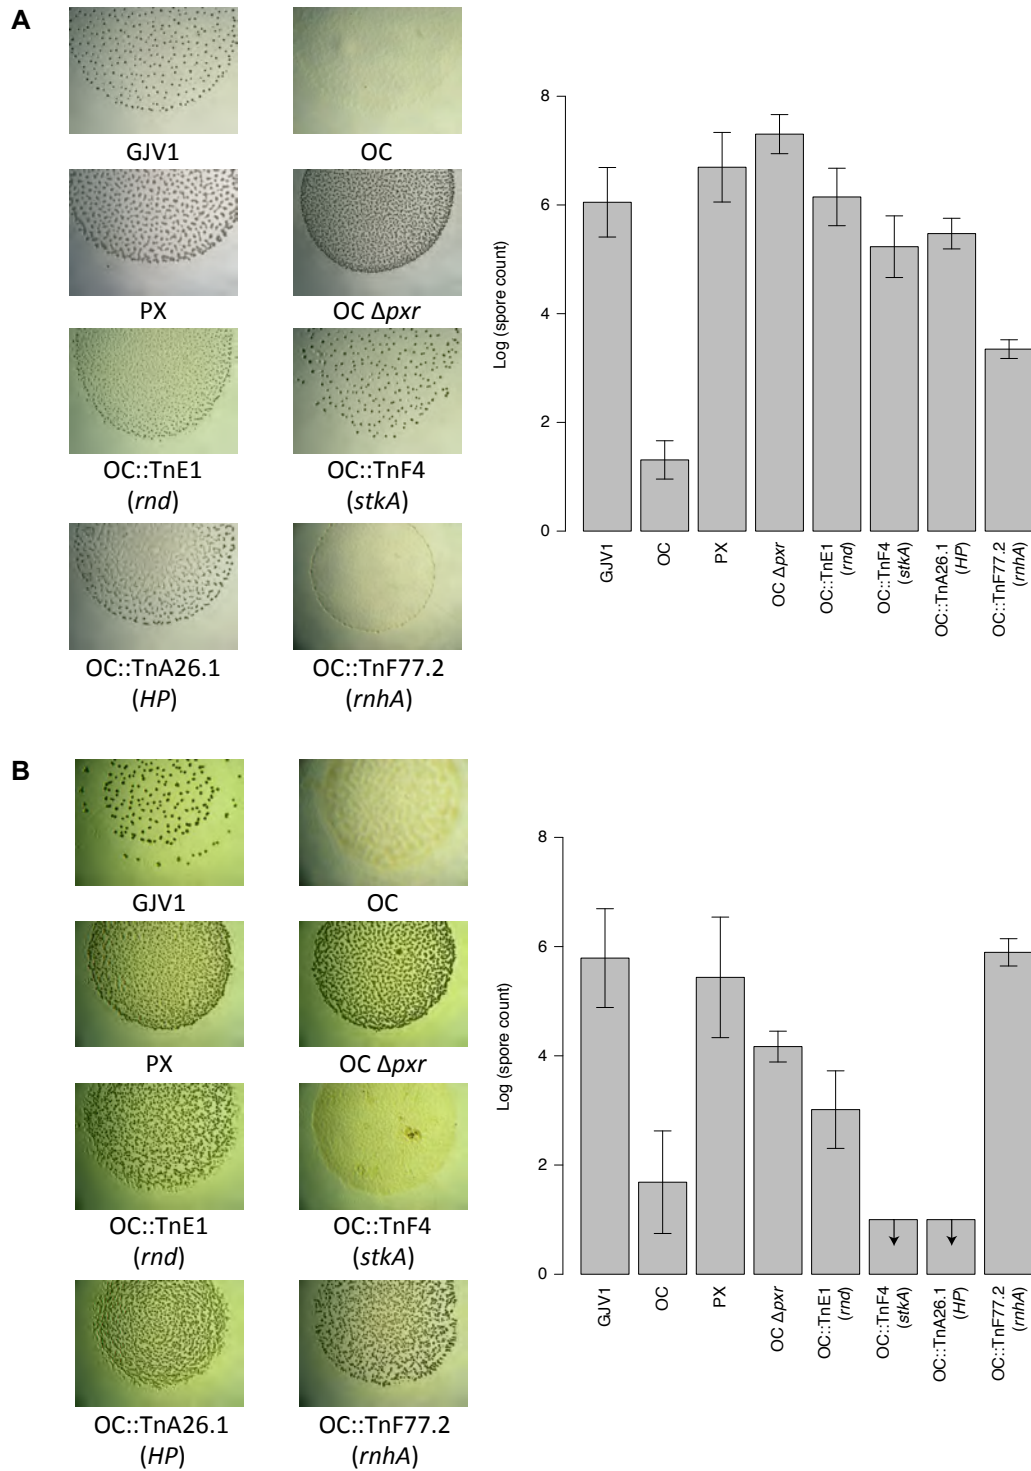 A
GJV1
OC
PX
OC Δpxr
OC::TnE1
(rnd)
OC::TnF4
(stkA)
OC::TnA26.1
(HP)
OC::TnF77.2
(rnhA)
Log (spore count)
8
6
4
2
0
GJV1
OC
PX
OC Δpxr
OC::TnE1
(rnd)
OC::TnF4
(stkA)
OC::TnA26.1
(HP)
OC::TnF77.2
(rnhA)
B
GJV1
OC
PX
OC Δpxr
OC::TnE1
(rnd)
OC::TnF4
(stkA)
OC::TnA26.1
(HP)
OC::TnF77.2
(rnhA)
Log (spore count)
8
6
4
2
0
GJV1
OC
PX
OC Δpxr
OC::TnE1
(rnd)
OC::TnF4
(stkA)
OC::TnA26.1
(HP)
OC::TnF77.2
(rnhA)